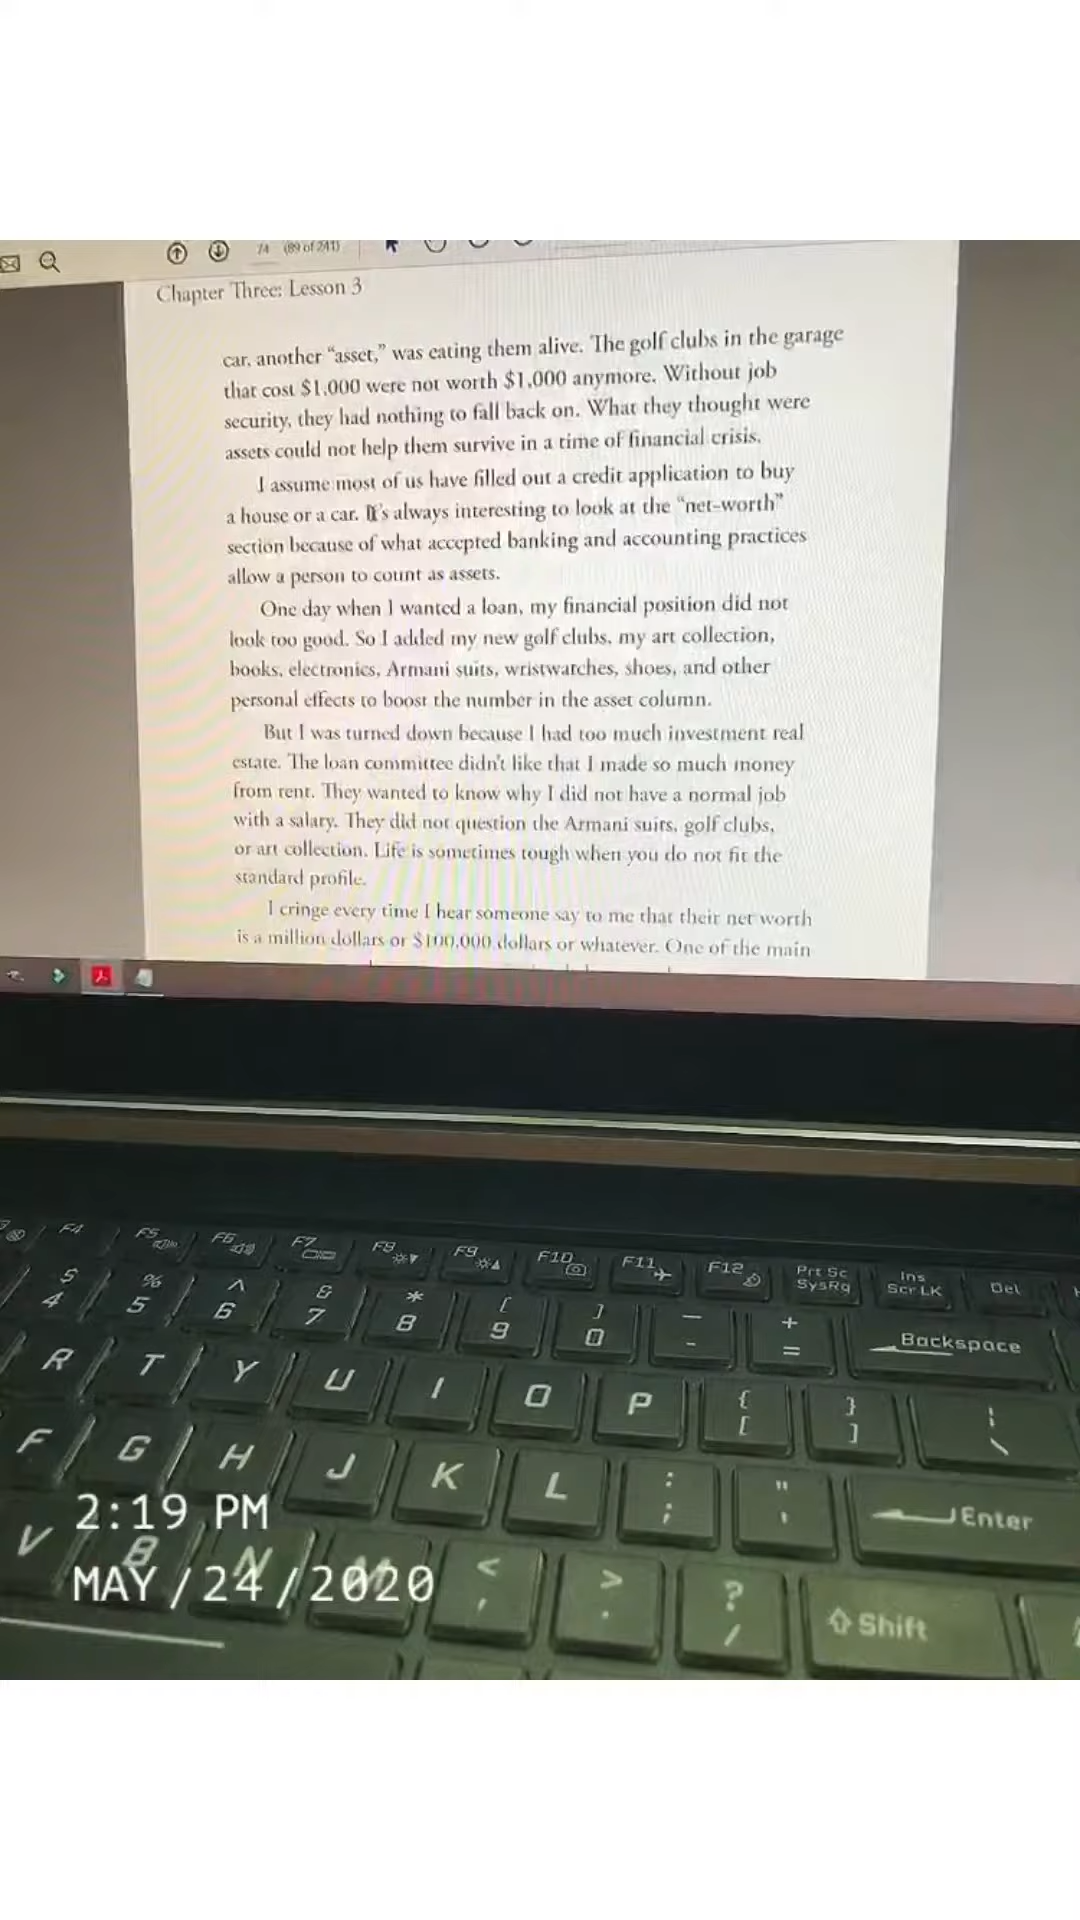 74 (89 of 241)
Chapter Three: Lesson 3
car, another “asset,” was eating them alive. The golf clubs in the garage
that cost $1,000 were not worth $1,000 anymore. Without job
security, they had nothing to fall back on. What they thought were
assets could not help them survive in a time of financial crisis.
I assume most of us have filled out a credit application to buy
a house or a car. It’s always interesting to look at the “net-worth”
section because of what accepted banking and accounting practices
allow a person to count as assets.
One day when I wanted a loan, my financial position did not
look too good. So I added my new golf clubs, my art collection,
books, electronics, Armani suits, wristwatches, shoes, and other
personal effects to boost the number in the asset column.
But I was turned down because I had too much investment real
estate. The loan committee didn’t like that I made so much money
from rent. They wanted to know why I did not have a normal job
with a salary. They did not question the Armani suits, golf clubs,
or art collection. Life is sometimes tough when you do not fit the
standard profile.
I cringe every time I hear someone say to me that their net worth
is a million dollars or $100,000 dollars or whatever. One of the main
F4 F5 F6 F7 F8 F9 F10 F11 F12 Prt Sc SysRq Ins Scr LK Del
$ 4 % 5 ^ 6 & 7 * 8 ( 9 ) 0 _ - + = Backspace
R T Y U I O P { [ } ] | \
F G H J K L : ; " ' Enter
V B N M < , > . ? / Shift
2:19 PM
MAY/24/2020